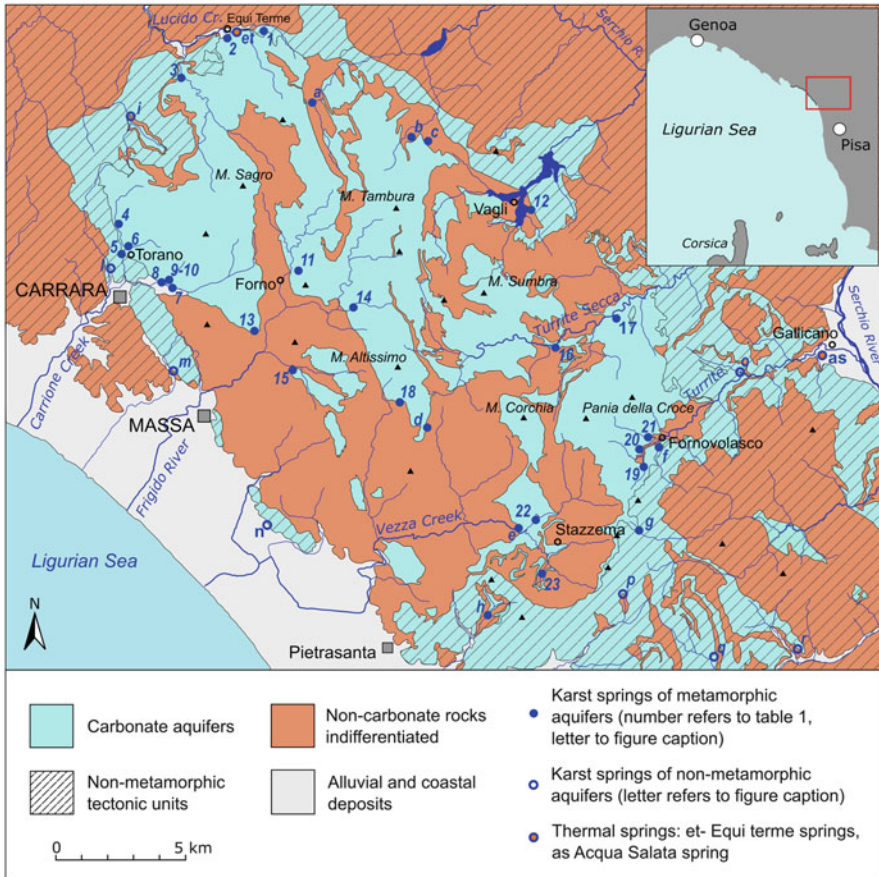 Lucido Cr.
Equi Terme
2
et
1
3
Serchio R.
i
a
b
c
M. Sagro
M. Tambura
Vagli
12
4
5
6
Torano
l
8
9-10
7
CARRARA
Forno
11
M. Sumbra
14
13
Turrite Secca
17
16
Gallicano
Serchio River
as
Carrione Creek
m
15
M. Altissimo
18
d
M. Corchia
Pania della Croce
Turrite
o
MASSA
Frigido River
21
20
f
Fornovolasco
19
n
Vezza Creek
22
e
Stazzema
g
23
Ligurian Sea
h
p
N
Pietrasanta
q
r
Genoa
Ligurian Sea
Pisa
Corsica
Carbonate aquifers
Non-metamorphic
tectonic units
0 5 km
Non-carbonate rocks
indifferentiated
Alluvial and coastal
deposits
Karst springs of metamorphic
aquifers (number refers to table 1,
letter to figure caption)
Karst springs of non-metamorphic
aquifers (letter refers to figure caption)
Thermal springs: et- Equi terme springs,
as Acqua Salata spring